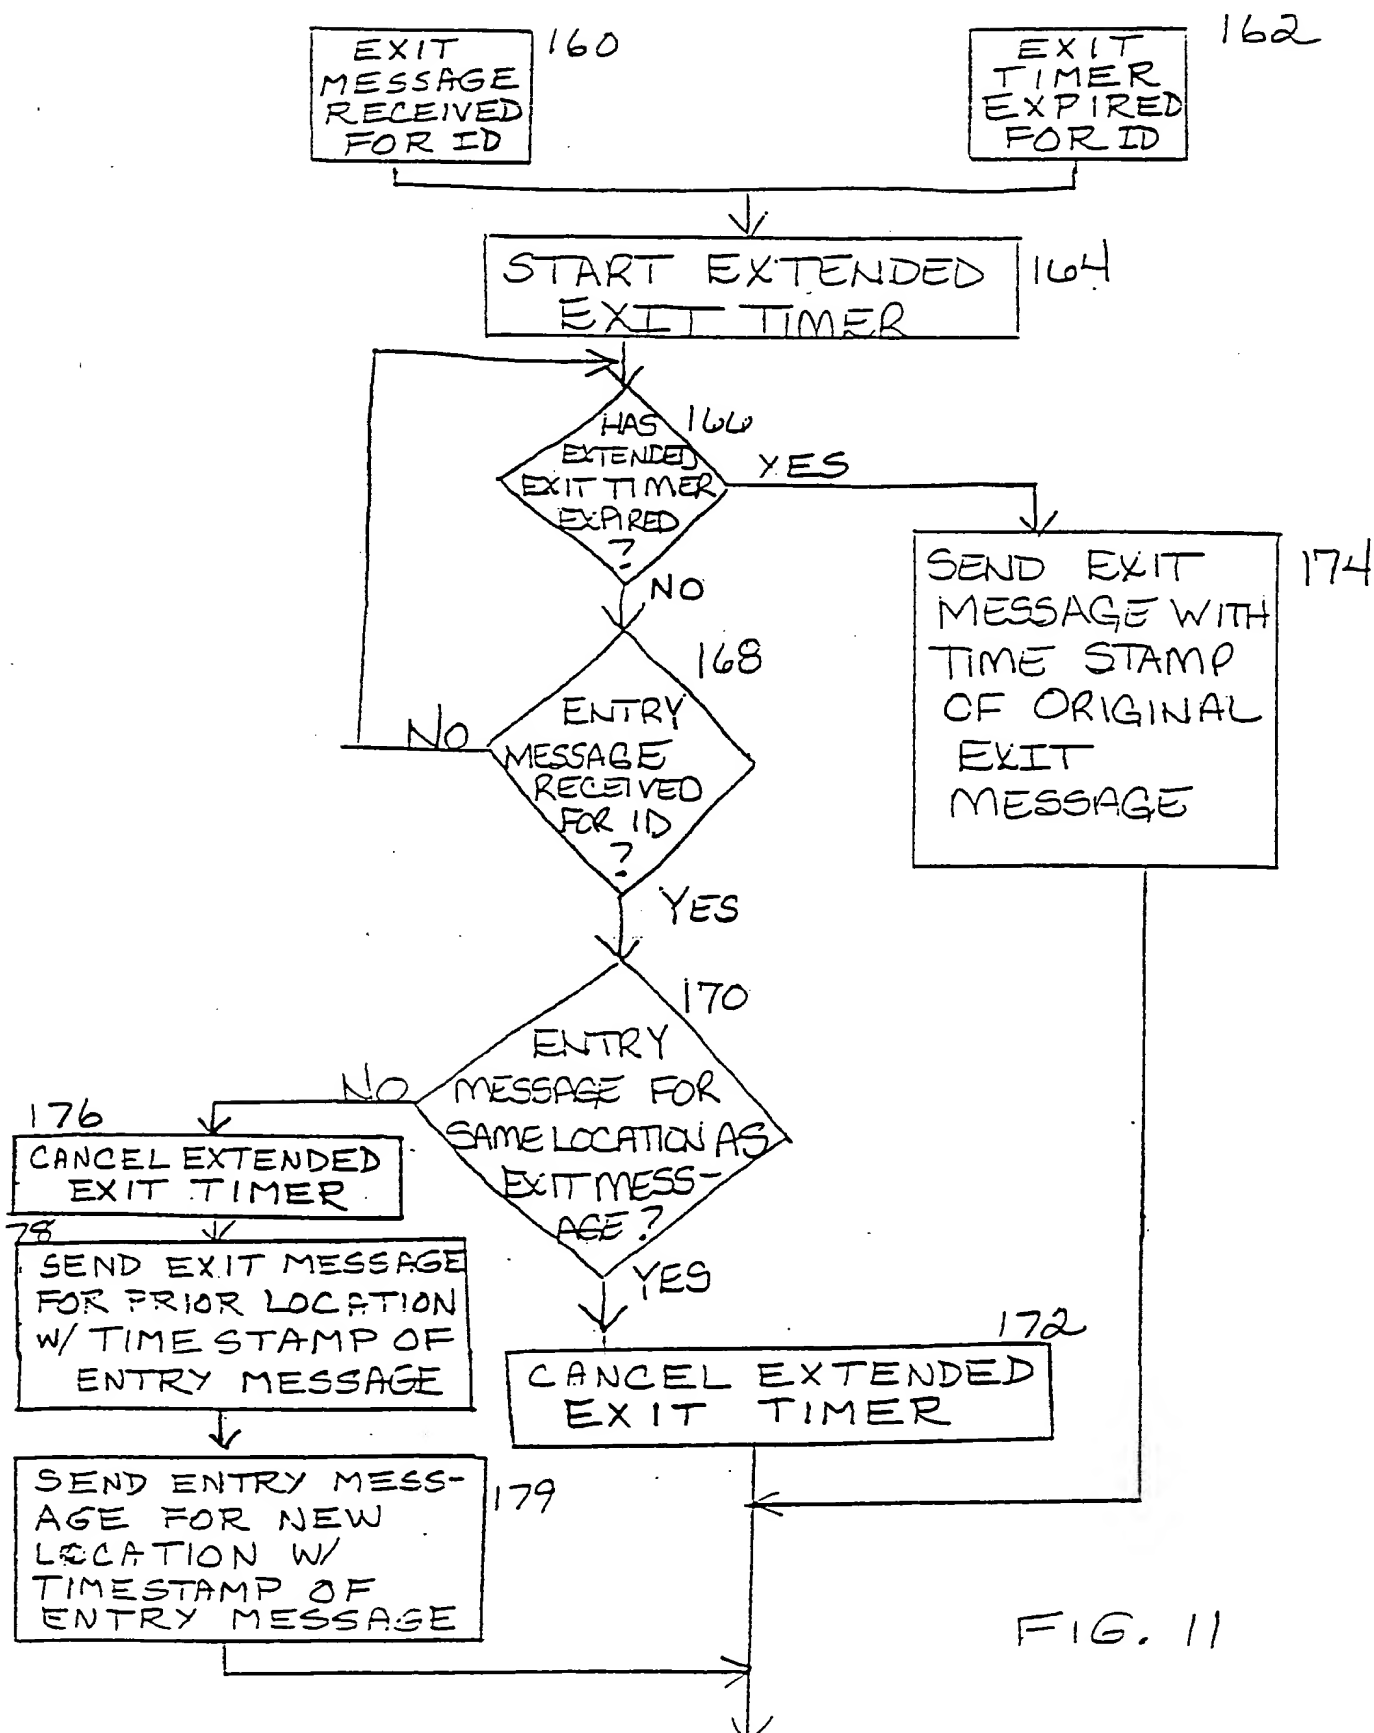 EXIT
MESSAGE
RECEIVED
FOR ID
160
EXIT
TIMER
EXPIRED
FOR ID
162
START EXTENDED
EXIT TIMER
164
HAS
EXTENDED
EXIT TIMER
EXPIRED
?
166
YES
NO
SEND EXIT
MESSAGE WITH
TIME STAMP
OF ORIGINAL
EXIT
MESSAGE
174
168
ENTRY
MESSAGE
RECEIVED
FOR ID
?
NO
YES
170
ENTRY
MESSAGE FOR
SAME LOCATION AS
EXIT MESS-
AGE?
NO
YES
176
CANCEL EXTENDED
EXIT TIMER
78
SEND EXIT MESSAGE
FOR PRIOR LOCATION
W/ TIME STAMP OF
ENTRY MESSAGE
172
CANCEL EXTENDED
EXIT TIMER
SEND ENTRY MESS-
AGE FOR NEW
LOCATION W/
TIMESTAMP OF
ENTRY MESSAGE
179
FIG. 11